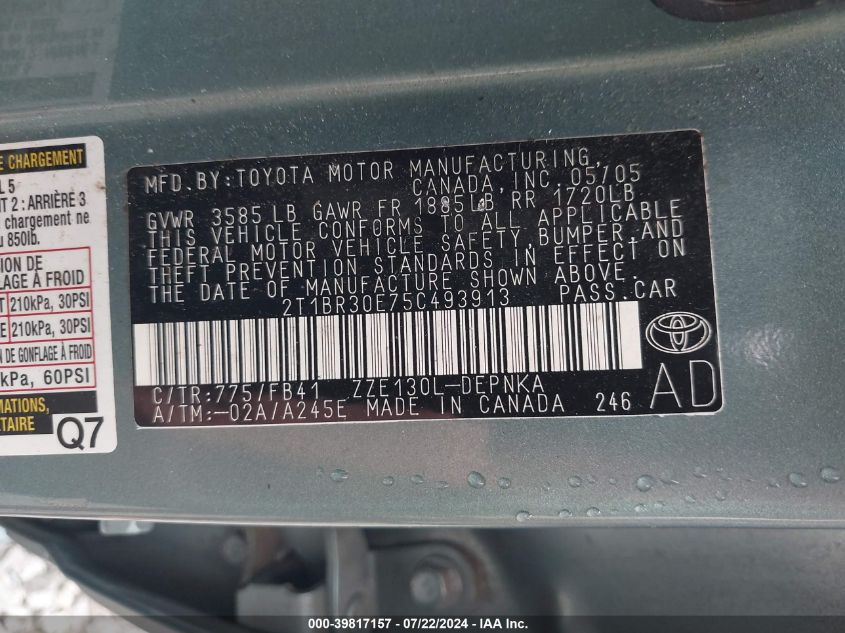 E CHARGEMENT
L 5
T 2 : ARRIÈRE 3
chargement ne
u 850lb.
ION DE
LAGE À FROID
210kPa, 30PSI
210kPa, 30PSI
N DE GONFLAGE À FROID
kPa, 60PSI
MATIONS,
TAIRE
Q7
MFD. BY: TOYOTA MOTOR MANUFACTURING,
CANADA, INC. 05/05
GVWR 3585 LB GAWR FR 1885LB RR 1720LB
THIS VEHICLE CONFORMS TO ALL APPLICABLE
FEDERAL MOTOR VEHICLE SAFETY, BUMPER, AND
THEFT PREVENTION STANDARDS IN EFFECT ON
THE DATE OF MANUFACTURE SHOWN ABOVE.
2T1BR30E75C493913 PASS. CAR
C/TR: 775/FB41 ZZE130L-DEPNKA
A/TM: -02A/A245E MADE IN CANADA 246
AD
000-39817157 - 07/22/2024 - IAA Inc.